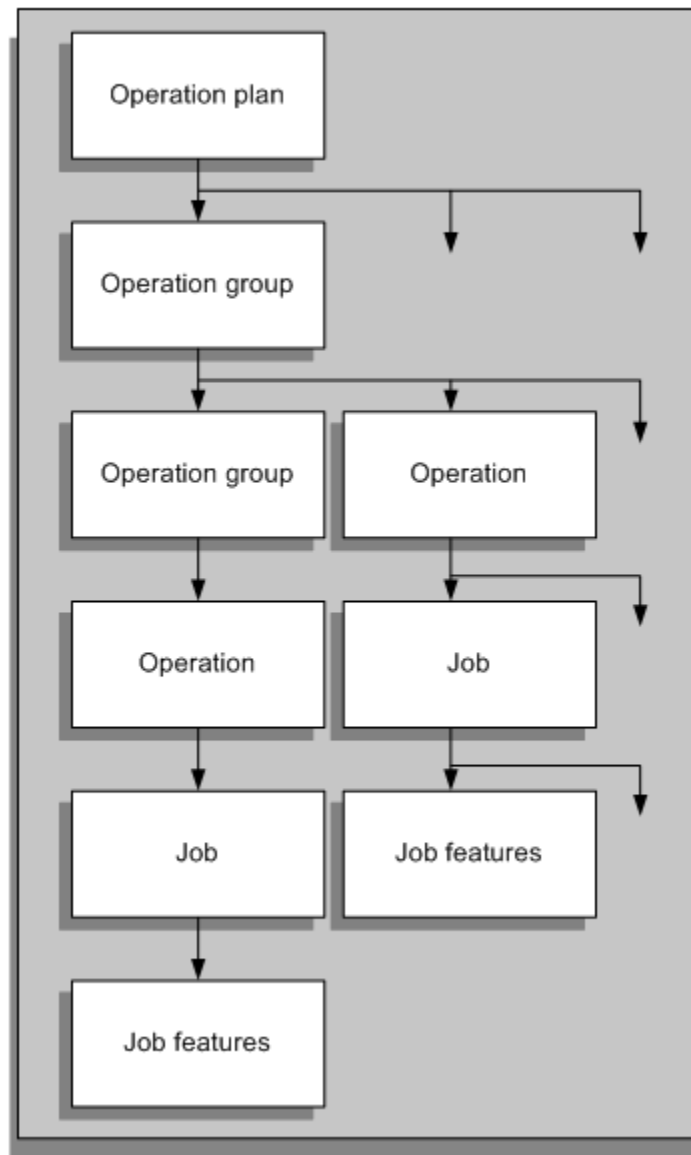 Operation plan
Operation group
Operation group
Operation
Operation
Job
Job
Job features
Job features